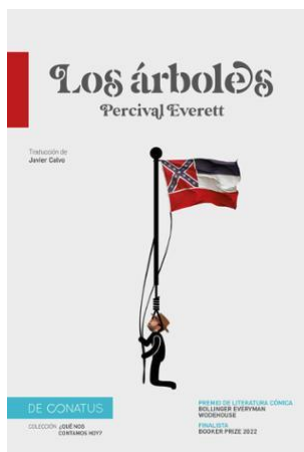 Los árboles
Percival Everett
Traducción de
Javier Calvo
DE CONATUS
COLECCIÓN ¿QUÉ NOS
CONTAMOS HOY?
PREMIO DE LITERATURA CÓMICA
BOLLINGER EVERYMAN
WODEHOUSE
FINALISTA
BOOKER PRIZE 2022